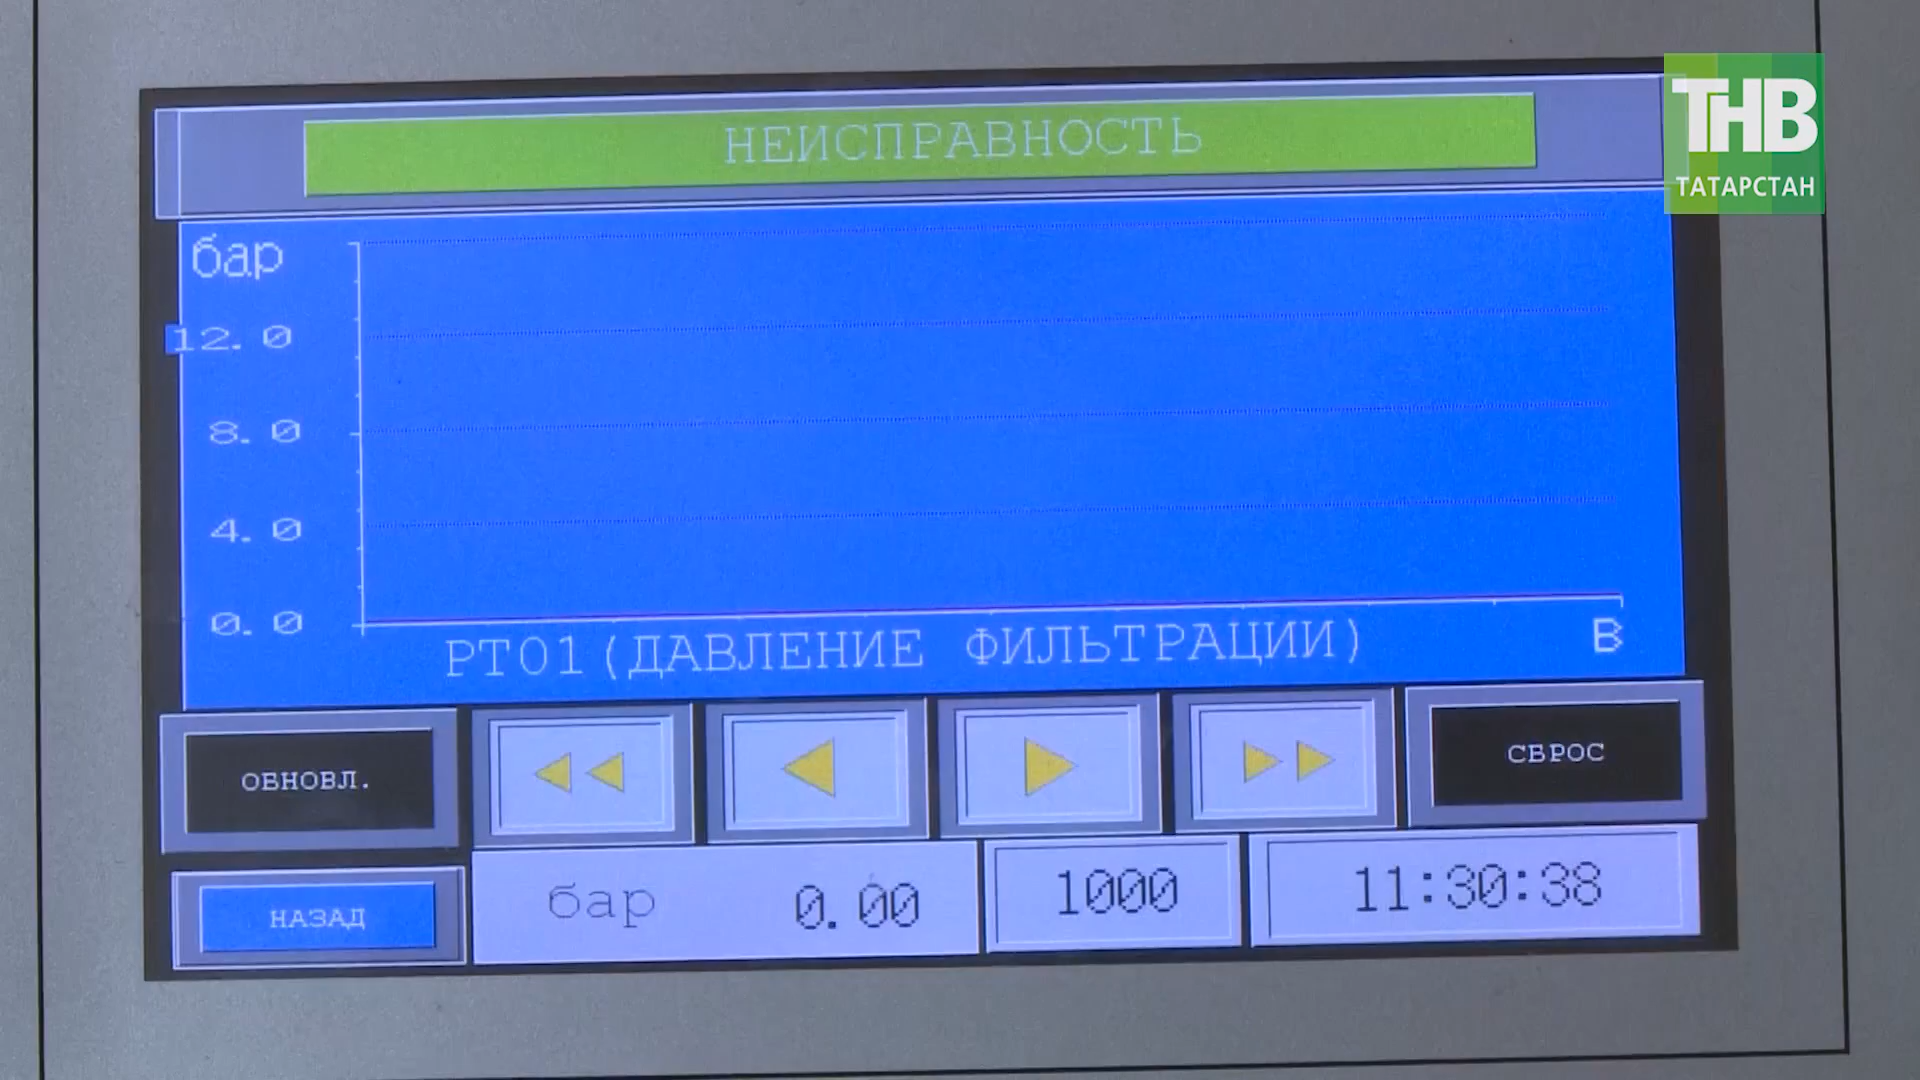 ТНВ
ТАТАРСТАН
НЕИСПРАВНОСТЬ
бар
12.0
8.0
4.0
0.0
PT01(ДАВЛЕНИЕ ФИЛЬТРАЦИИ)
В
ОБНОВЛ.
СБРОС
НАЗАД
бар 0.00
1000
11:30:38